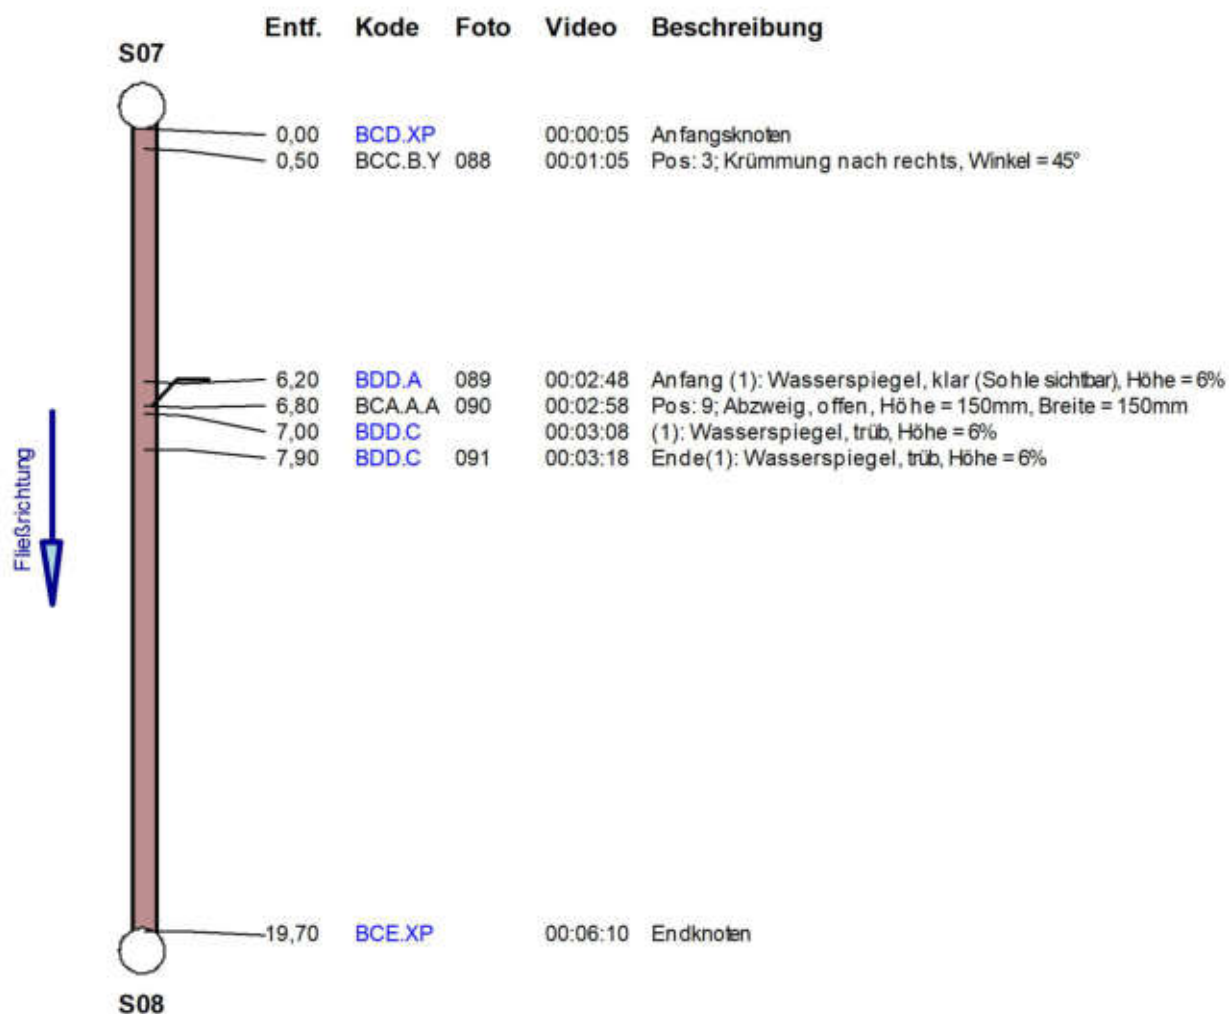 Entf. Kode Foto Video Beschreibung
S07
0,00 BCD.XP 00:00:05 Anfangsknoten
0,50 BCC.B.Y 088 00:01:05 Pos: 3; Krümmung nach rechts, Winkel = 45°
6,20 BDD.A 089 00:02:48 Anfang (1): Wasserspiegel, klar (Sohle sichtbar), Höhe = 6%
6,80 BCA.A.A 090 00:02:58 Pos: 9; Abzweig, offen, Höhe = 150mm, Breite = 150mm
7,00 BDD.C 00:03:08 (1): Wasserspiegel, trüb, Höhe = 6%
7,90 BDD.C 091 00:03:18 Ende(1): Wasserspiegel, trüb, Höhe = 6%
Fließrichtung
19,70 BCE.XP 00:06:10 Endknoten
S08